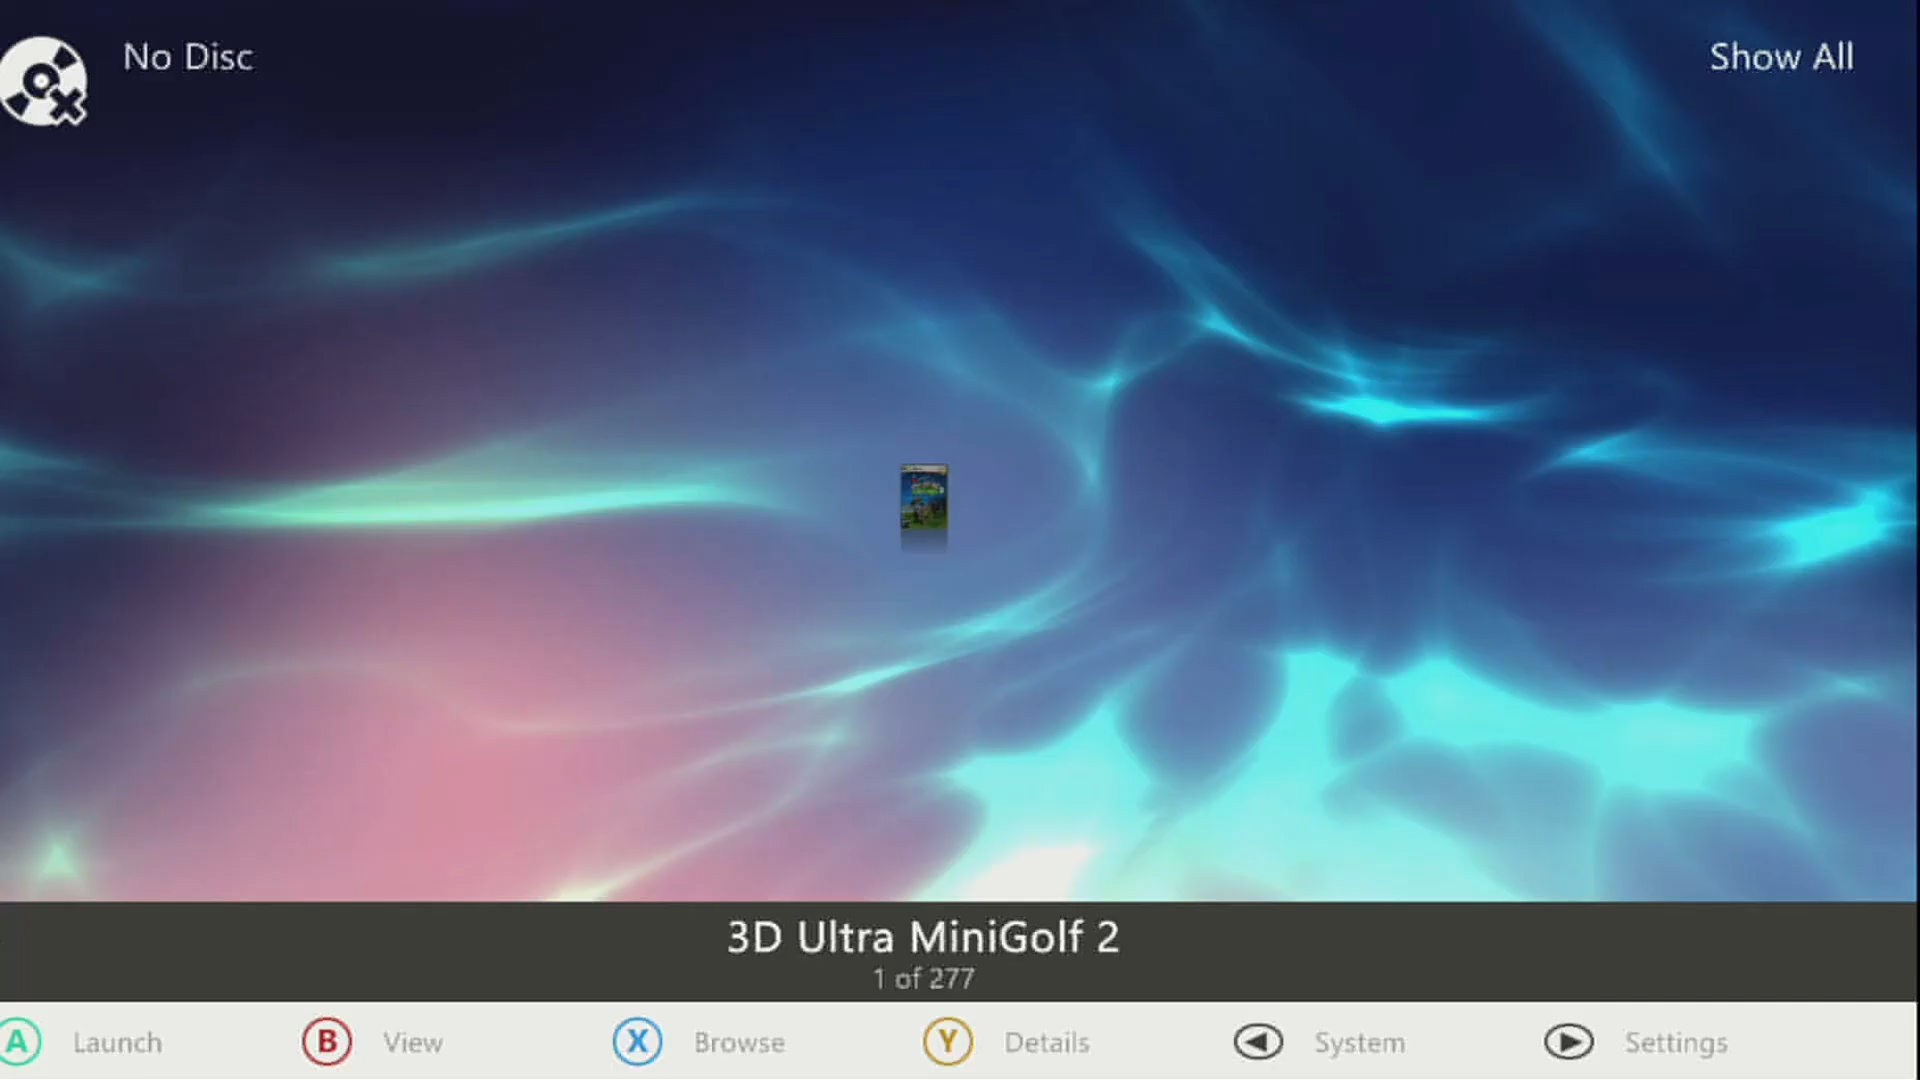 No Disc
Show All
3D Ultra MiniGolf 2
1 of 277
A Launch
B View
X Browse
Y Details
System
Settings